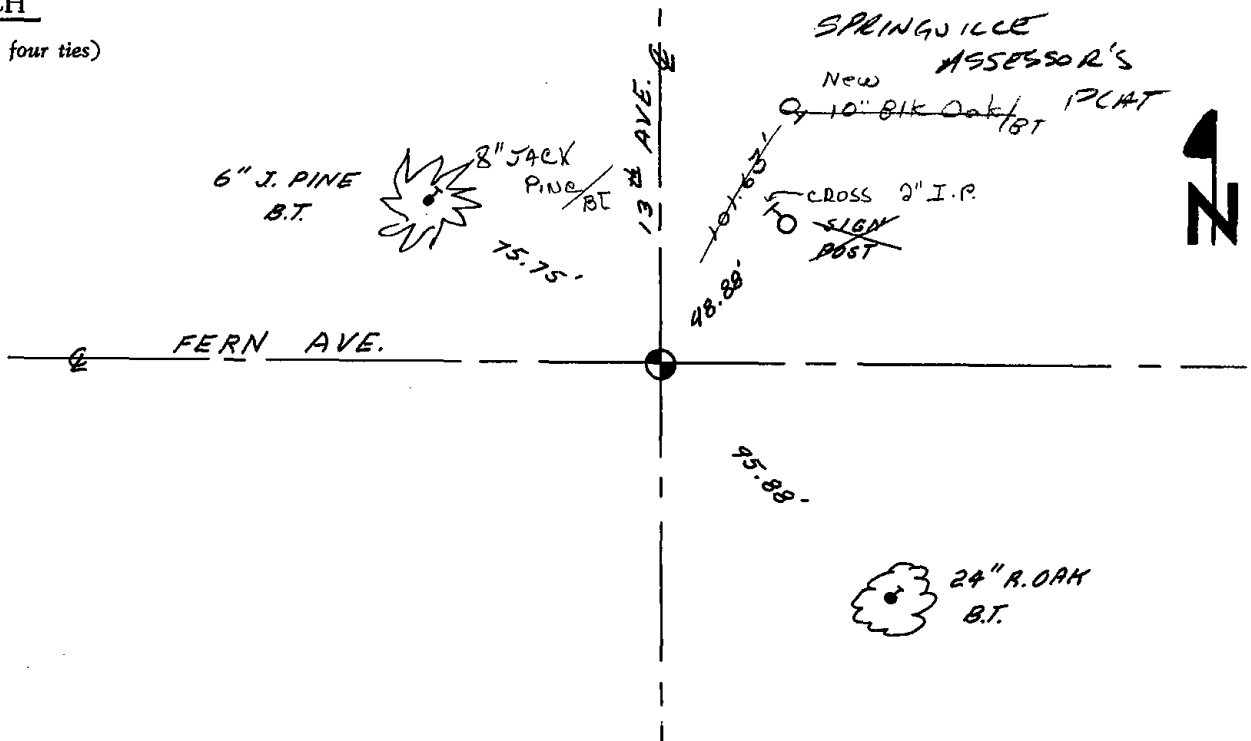 CH
four ties)
SPRINGVILLE
ASSESSOR'S
PLAT
New
10" Blk Oak/BT
13th AVE. ℄
6" J. PINE
B.T.
8" JACK
PINE/BT
75.75'
101.63'
CROSS 2" I.P.
SIGN
POST
48.88'
N
℄ FERN AVE.
95.88-
24" R. OAK
B.T.